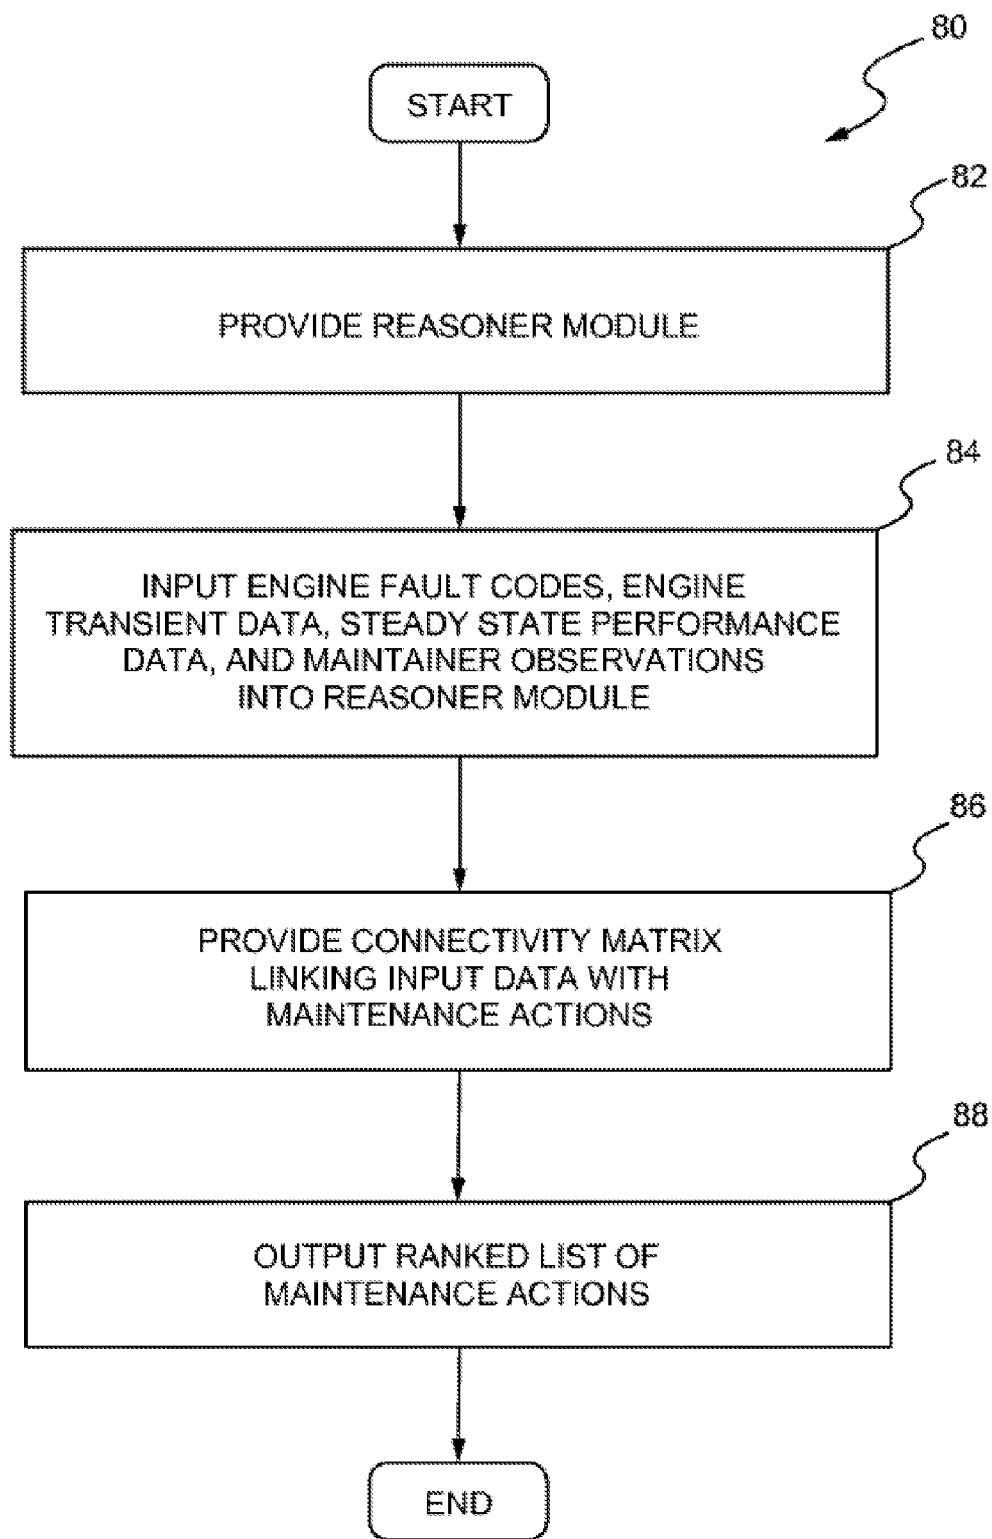 80
START
82
PROVIDE REASONER MODULE
84
INPUT ENGINE FAULT CODES, ENGINE
TRANSIENT DATA, STEADY STATE PERFORMANCE
DATA, AND MAINTAINER OBSERVATIONS
INTO REASONER MODULE
86
PROVIDE CONNECTIVITY MATRIX
LINKING INPUT DATA WITH
MAINTENANCE ACTIONS
88
OUTPUT RANKED LIST OF
MAINTENANCE ACTIONS
END